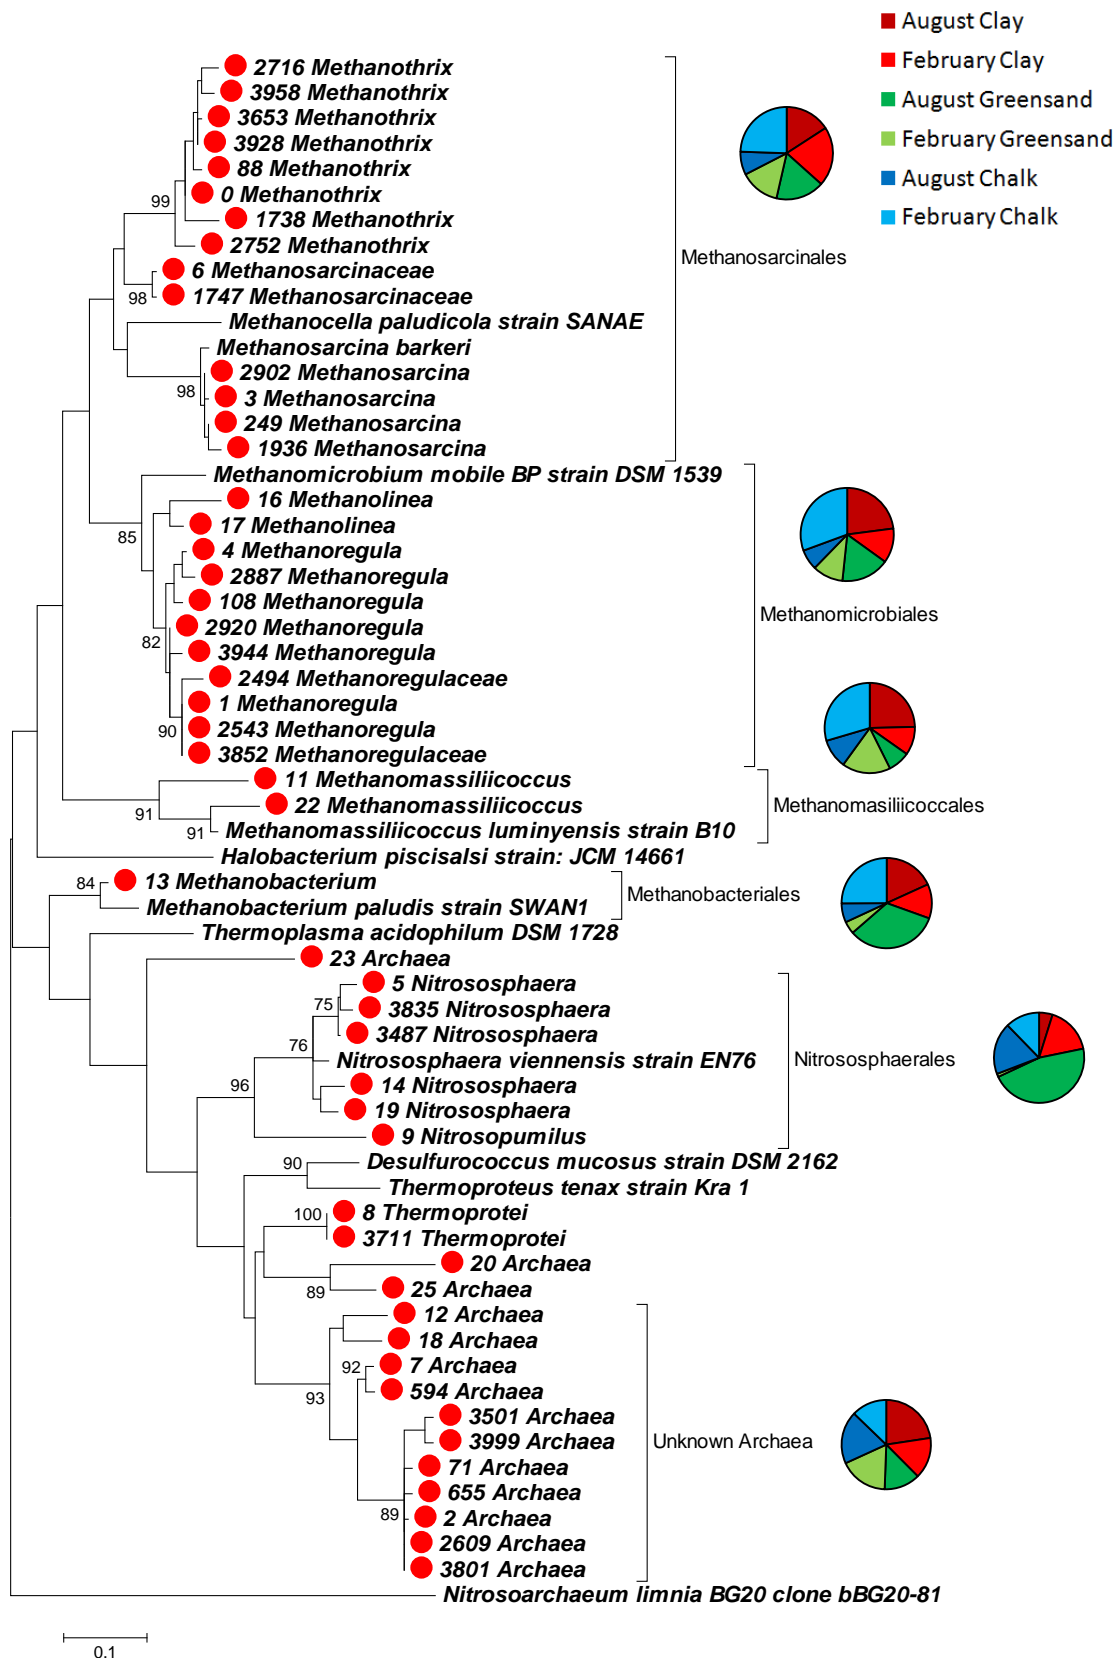 August Clay
February Clay
August Greensand
February Greensand
August Chalk
February Chalk
2716 Methanothrix
3958 Methanothrix
3653 Methanothrix
3928 Methanothrix
88 Methanothrix
0 Methanothrix
99
1738 Methanothrix
2752 Methanothrix
Methanosarcinales
6 Methanosarcinaceae
98
1747 Methanosarcinaceae
Methanocella paludicola strain SANAE
Methanosarcina barkeri
2902 Methanosarcina
98
3 Methanosarcina
249 Methanosarcina
1936 Methanosarcina
Methanomicrobium mobile BP strain DSM 1539
16 Methanolinea
17 Methanolinea
85
4 Methanoregula
2887 Methanoregula
108 Methanoregula
Methanomicrobiales
2920 Methanoregula
82
3944 Methanoregula
2494 Methanoregulaceae
1 Methanoregula
90
2543 Methanoregula
3852 Methanoregulaceae
11 Methanomassiliicoccus
22 Methanomassiliicoccus
Methanomasiliicoccales
91
91
Methanomassiliicoccus luminyensis strain B10
Halobacterium piscisalsi strain: JCM 14661
84
13 Methanobacterium
Methanobacteriales
Methanobacterium paludis strain SWAN1
Thermoplasma acidophilum DSM 1728
23 Archaea
5 Nitrososphaera
75
3835 Nitrososphaera
3487 Nitrososphaera
76
Nitrososphaera viennensis strain EN76
Nitrososphaerales
96
14 Nitrososphaera
19 Nitrososphaera
9 Nitrosopumilus
90
Desulfurococcus mucosus strain DSM 2162
Thermoproteus tenax strain Kra 1
100
8 Thermoprotei
3711 Thermoprotei
20 Archaea
89
25 Archaea
12 Archaea
18 Archaea
92
7 Archaea
93
594 Archaea
3501 Archaea
3999 Archaea
Unknown Archaea
71 Archaea
655 Archaea
89
2 Archaea
2609 Archaea
3801 Archaea
Nitrosoarchaeum limnia BG20 clone bBG20-81
0.1